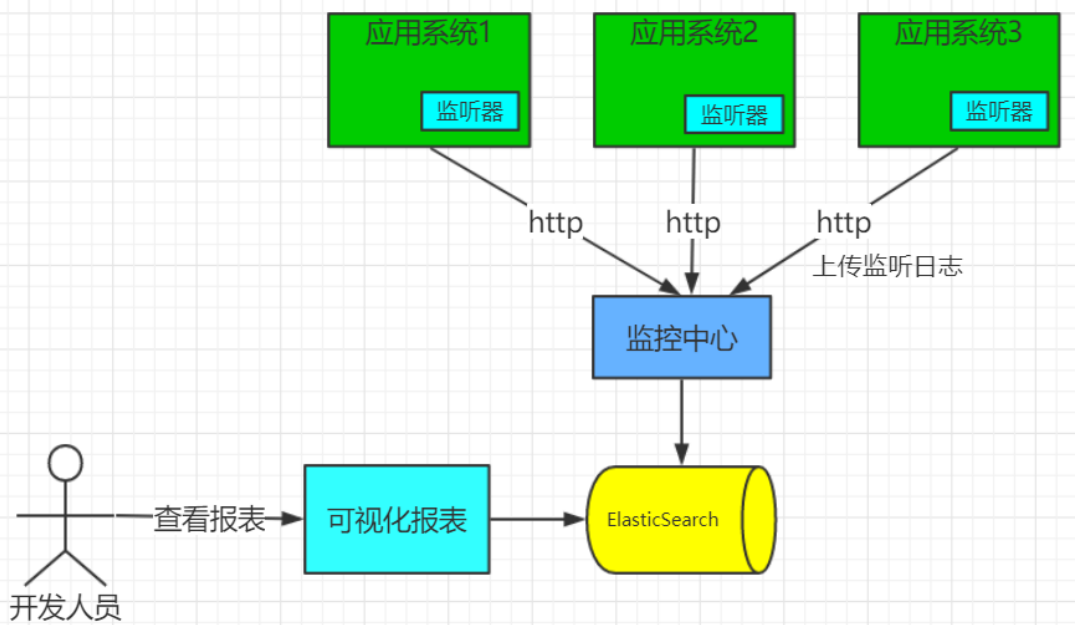 应用系统1
应用系统2
应用系统3
监听器
监听器
监听器
http
http
http
上传监听日志
监控中心
查看报表
可视化报表
ElasticSearch
开发人员